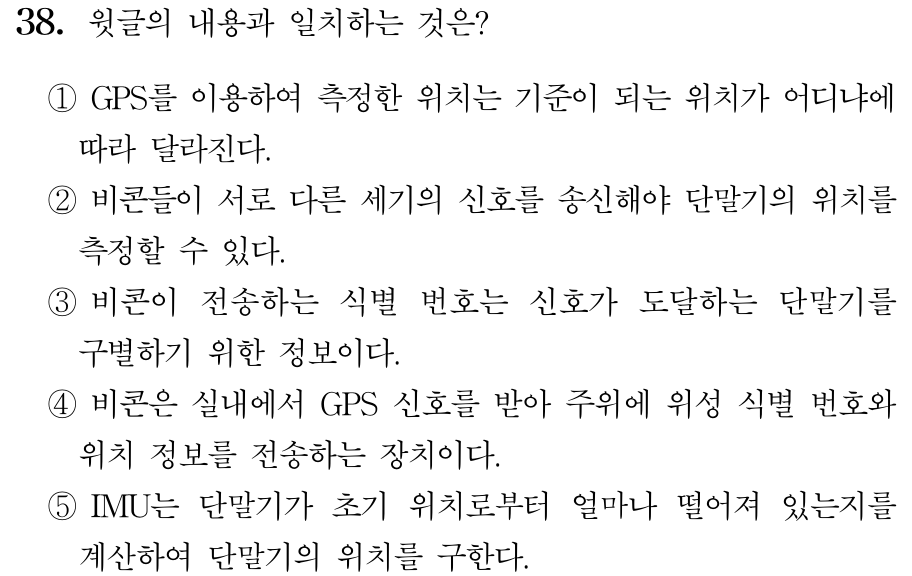 38. 윗글의 내용과 일치하는 것은?
① GPS를 이용하여 측정한 위치는 기준이 되는 위치가 어디냐에
따라 달라진다.
② 비콘들이 서로 다른 세기의 신호를 송신해야 단말기의 위치를
측정할 수 있다.
③ 비콘이 전송하는 식별 번호는 신호가 도달하는 단말기를
구별하기 위한 정보이다.
④ 비콘은 실내에서 GPS 신호를 받아 주위에 위성 식별 번호와
위치 정보를 전송하는 장치이다.
⑤ IMU는 단말기가 초기 위치로부터 얼마나 떨어져 있는지를
계산하여 단말기의 위치를 구한다.